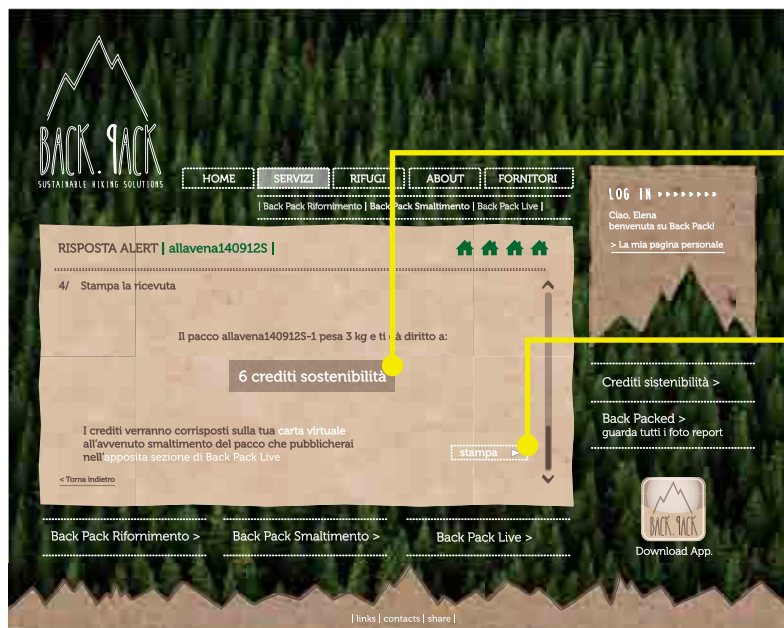 BACK.PACK
SUSTAINABLE HIKING SOLUTIONS
HOME SERVIZI RIFUGI ABOUT FORNITORI
| Back Pack Rifornimento | Back Pack Smaltimento | Back Pack Live |
LOG IN
Ciao, Elena
benvenuta su Back Pack!
> La mia pagina personale
RISPOSTA ALERT | allavena140912S |
4/ Stampa la ricevuta
Il pacco allavena140912S-1 pesa 3 kg e ti dà diritto a:
6 crediti sostenibilità
I crediti verranno corrisposti sulla tua carta virtuale
all'avvenuto smaltimento del pacco che pubblicherai
nell'apposita sezione di Back Pack Live
stampa
< Torna indietro
Crediti sistenibilità >
Back Packed >
guarda tutti i foto report
BACK.PACK
Download App.
Back Pack Rifornimento > Back Pack Smaltimento > Back Pack Live >
| links | contacts | share |